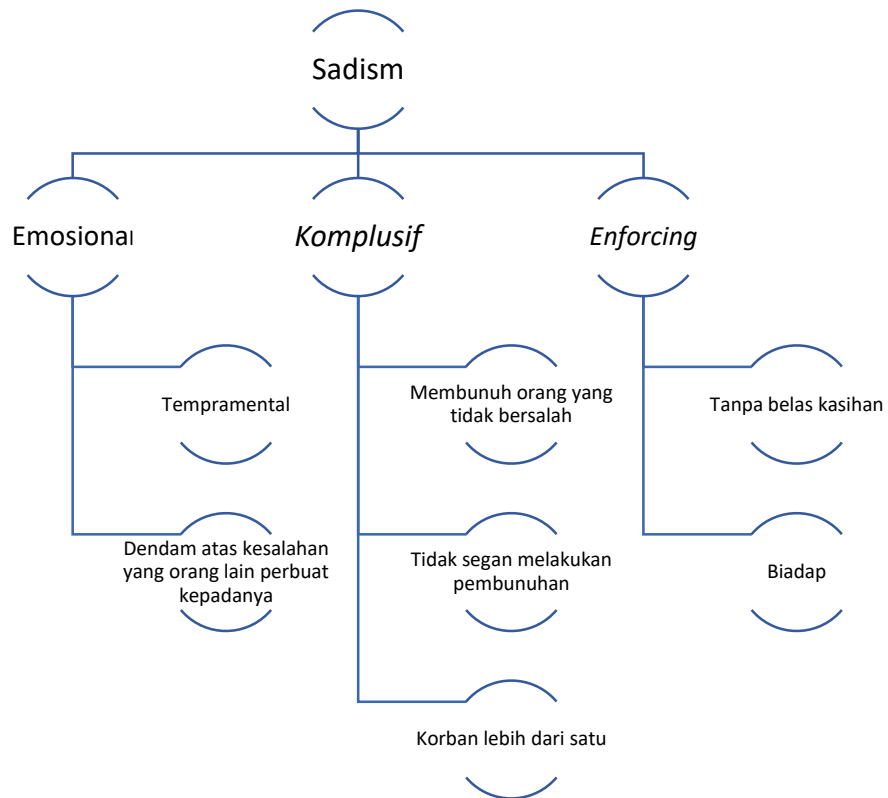 Sadism
Emosional
Komplusif
Enforcing
Tempramental
Membunuh orang yang
tidak bersalah
Tanpa belas kasihan
Dendam atas kesalahan
yang orang lain perbuat
kepadanya
Tidak segan melakukan
pembunuhan
Biadap
Korban lebih dari satu